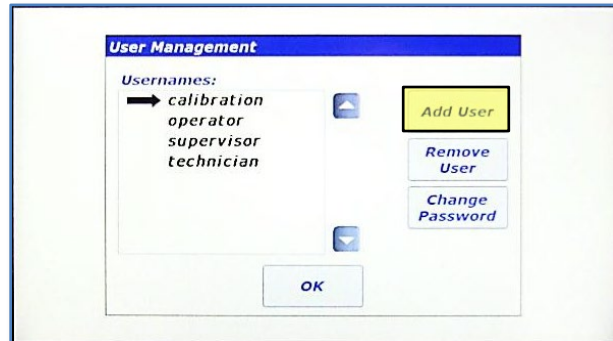 User Management
Usernames:
calibration
operator
supervisor
technician
Add User
Remove
User
Change
Password
OK